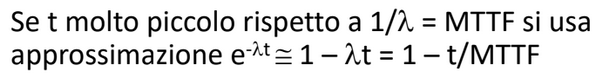 Se t molto piccolo rispetto a 1/λ = MTTF si usa
approssimazione e⁻λᵗ ≅ 1 – λt = 1 – t/MTTF